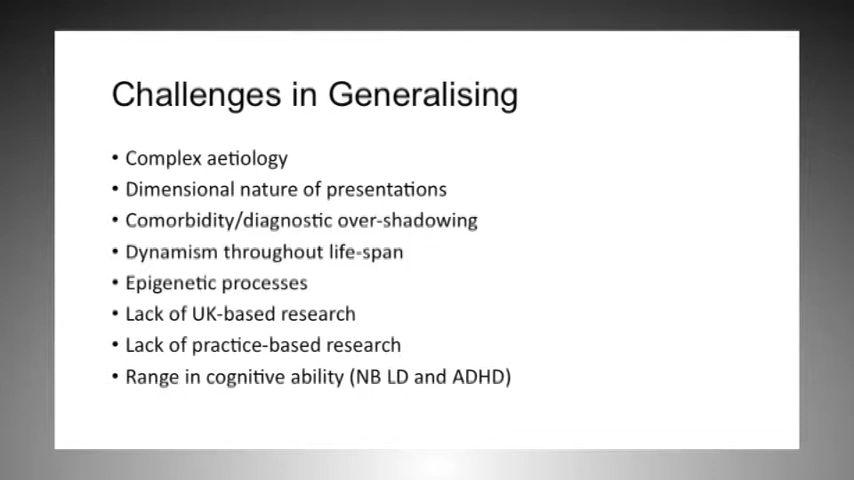 Challenges in Generalising
• Complex aetiology
• Dimensional nature of presentations
• Comorbidity/diagnostic over-shadowing
• Dynamism throughout life-span
• Epigenetic processes
• Lack of UK-based research
• Lack of practice-based research
• Range in cognitive ability (NB LD and ADHD)